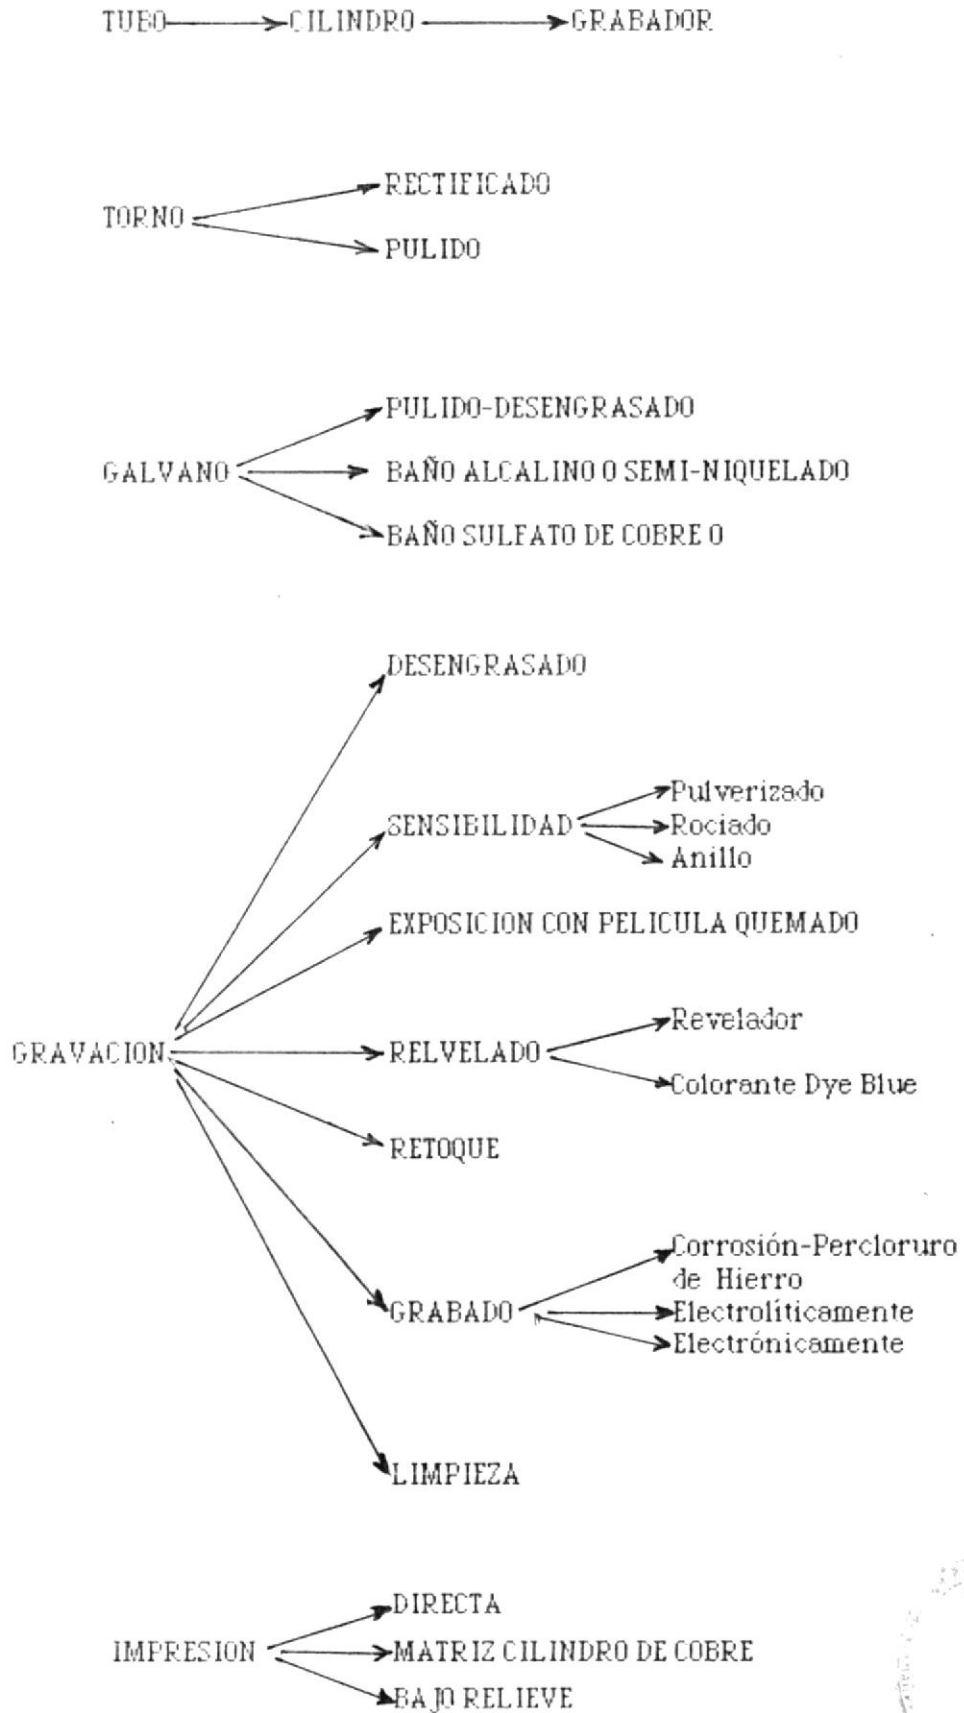 TUBO CILINDRO GRABADOR
RECTIFICADO
TORNO
PULIDO
PULIDO-DESENGRASADO
GALVANO BAÑO ALCALINO O SEMI-NIQUELADO
BAÑO SULFATO DE COBRE O
DESENGRASADO
Pulverizado
SENSIBILIDAD Rociado
Anillo
EXPOSICION CON PELICULA QUEMADO
Revelador
GRAVACION RELVELADO
Colorante Dye Blue
RETOQUE
Corrosión-Percloruro
de Hierro
GRABADO Electrolíticamente
Electrónicamente
LIMPIEZA
DIRECTA
IMPRESION MATRIZ CILINDRO DE COBRE
BAJO RELIEVE